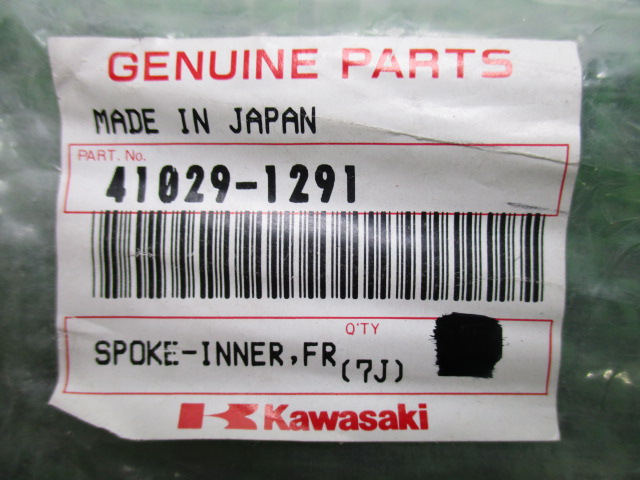 GENUINE PARTS
MADE IN JAPAN
PART. No.
41029-1291
SPOKE-INNER,FR
Q'TY
(7J)
Kawasaki